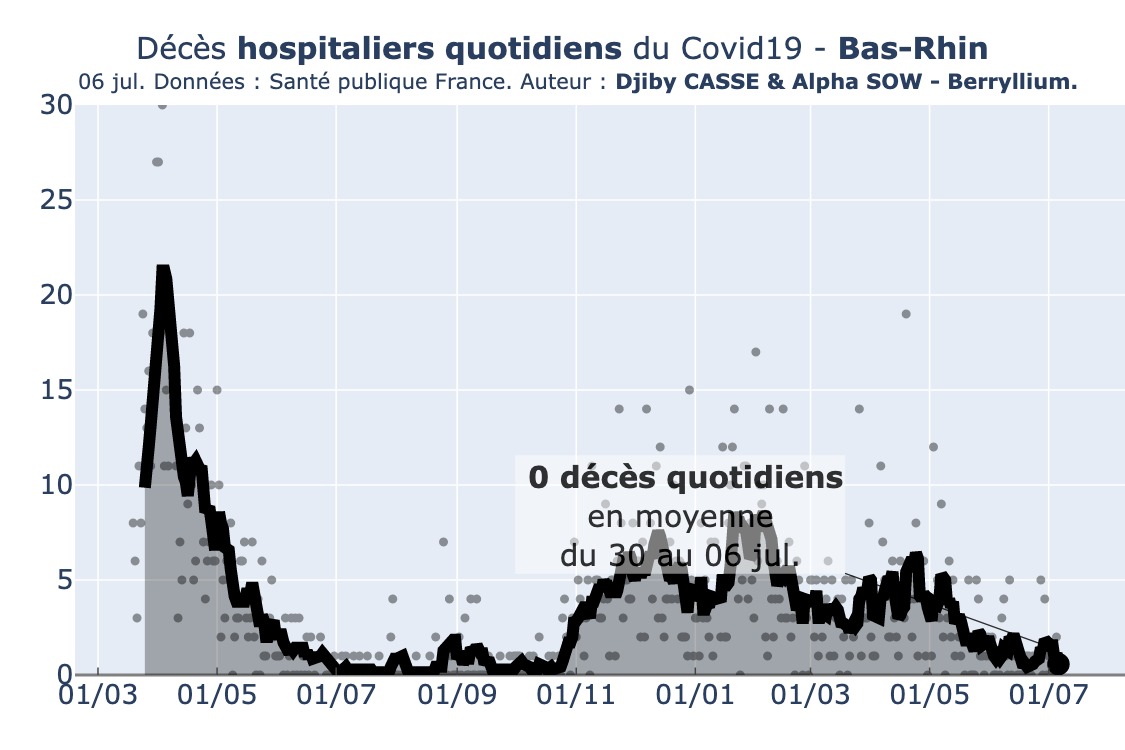 Décès hospitaliers quotidiens du Covid19 - Bas-Rhin
06 jul. Données : Santé publique France. Auteur : Djiby CASSE & Alpha SOW - Berryllium.
30
25
20
15
10
5
0
0 décès quotidiens
en moyenne
du 30 au 06 jul.
01/03 01/05 01/07 01/09 01/11 01/01 01/03 01/05 01/07